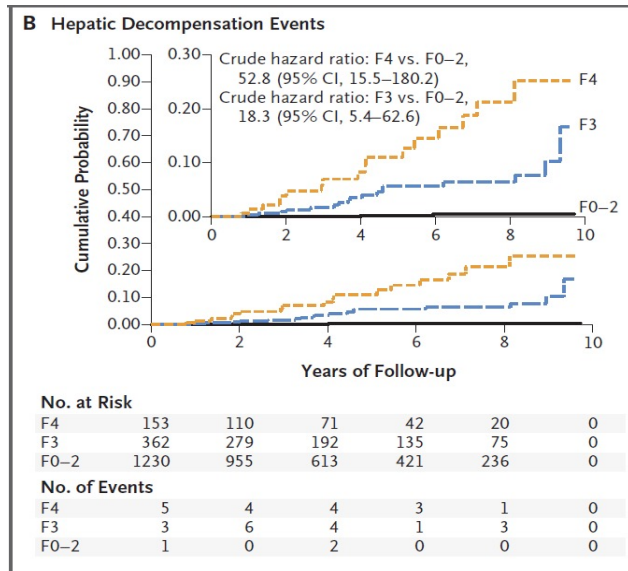 B Hepatic Decompensation Events
Crude hazard ratio: F4 vs. F0–2,
52.8 (95% CI, 15.5–180.2)
Crude hazard ratio: F3 vs. F0–2,
18.3 (95% CI, 5.4–62.6)
F4
F3
F0–2
0.30
0.20
0.10
0.00
0 2 4 6 8 10
Cumulative Probability
1.00
0.90
0.80
0.70
0.60
0.50
0.40
0.30
0.20
0.10
0.00
0 2 4 6 8 10
Years of Follow-up
No. at Risk
F4 153 110 71 42 20 0
F3 362 279 192 135 75 0
F0–2 1230 955 613 421 236 0
No. of Events
F4 5 4 4 3 1 0
F3 3 6 4 1 3 0
F0–2 1 0 2 0 0 0